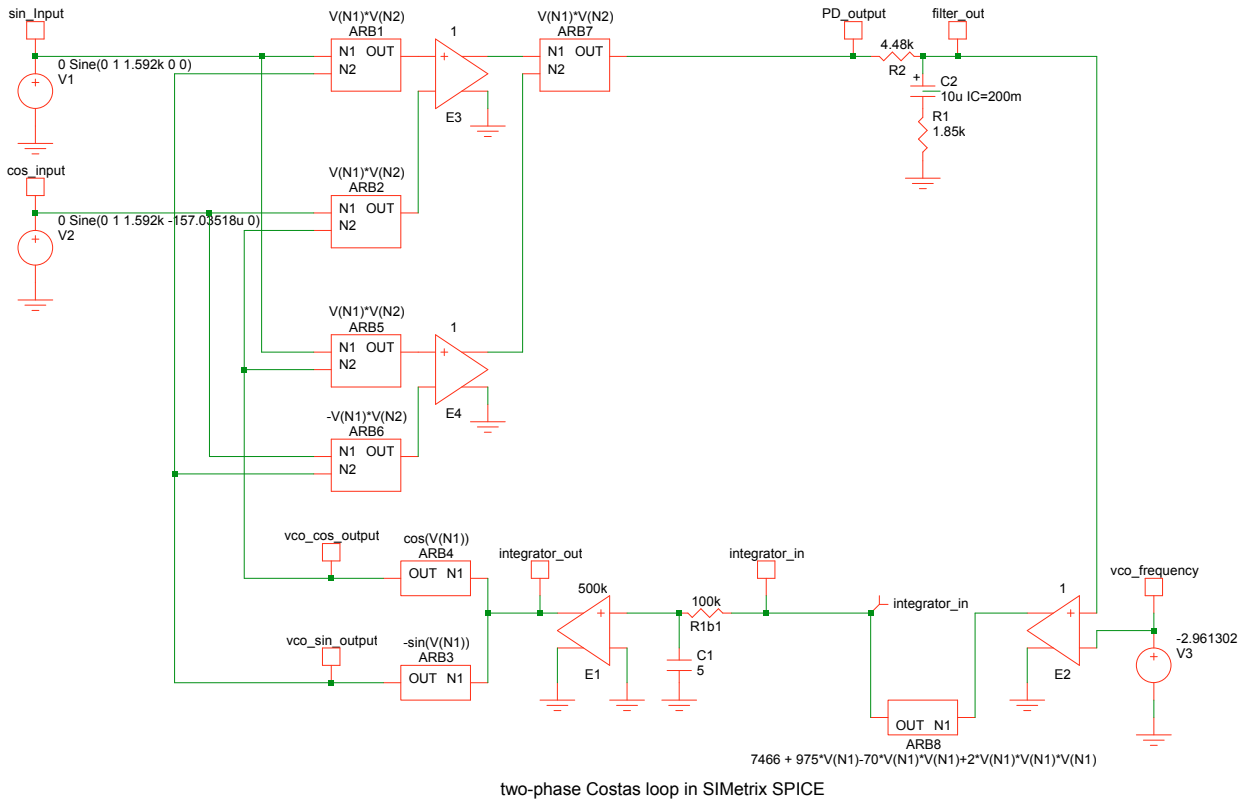 sin_Input
0 Sine(0 1 1.592k 0 0)
V1
cos_input
0 Sine(0 1 1.592k -157.03518u 0)
V2
V(N1)*V(N2)
ARB1
N1 OUT
N2
1
E3
V(N1)*V(N2)
ARB7
N1 OUT
N2
PD_output
filter_out
4.48k
R2
+
C2
10u IC=200m
R1
1.85k
V(N1)*V(N2)
ARB2
N1 OUT
N2
V(N1)*V(N2)
ARB5
N1 OUT
N2
1
E4
-V(N1)*V(N2)
ARB6
N1 OUT
N2
vco_cos_output
cos(V(N1))
ARB4
OUT N1
vco_sin_output
-sin(V(N1))
ARB3
OUT N1
integrator_out
500k
E1
integrator_in
100k
R1b1
C1
5
integrator_in
1
E2
vco_frequency
-2.961302
V3
OUT N1
ARB8
7466 + 975*V(N1)-70*V(N1)*V(N1)+2*V(N1)*V(N1)*V(N1)
two-phase Costas loop in SIMetrix SPICE